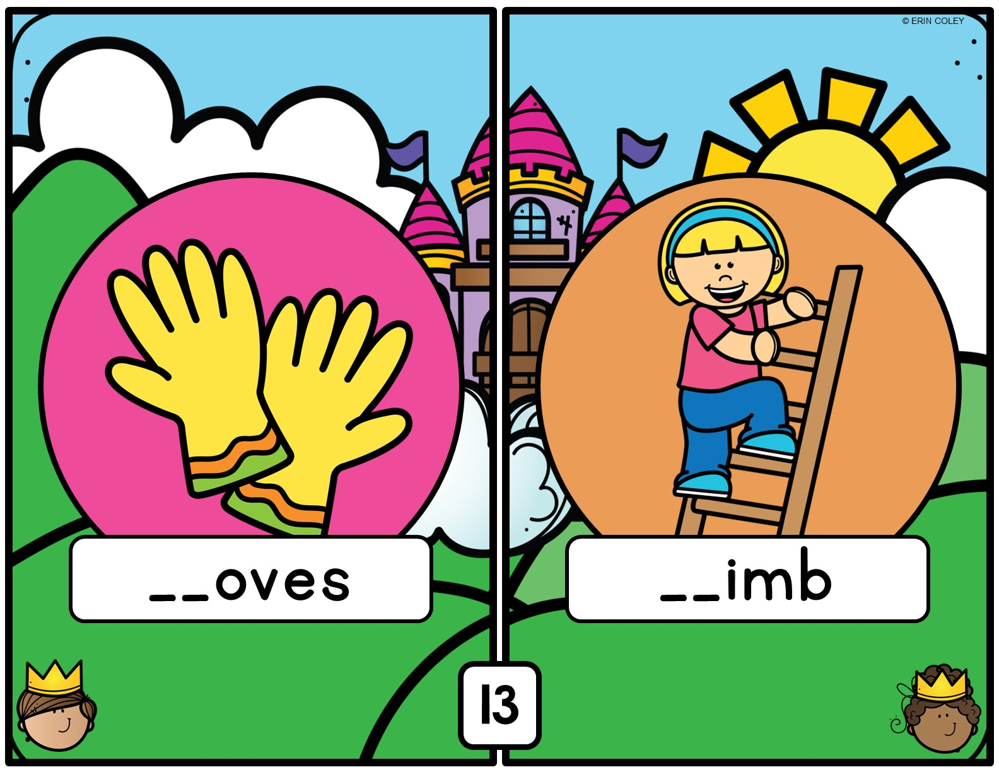 © ERIN COLEY
__oves
__imb
13